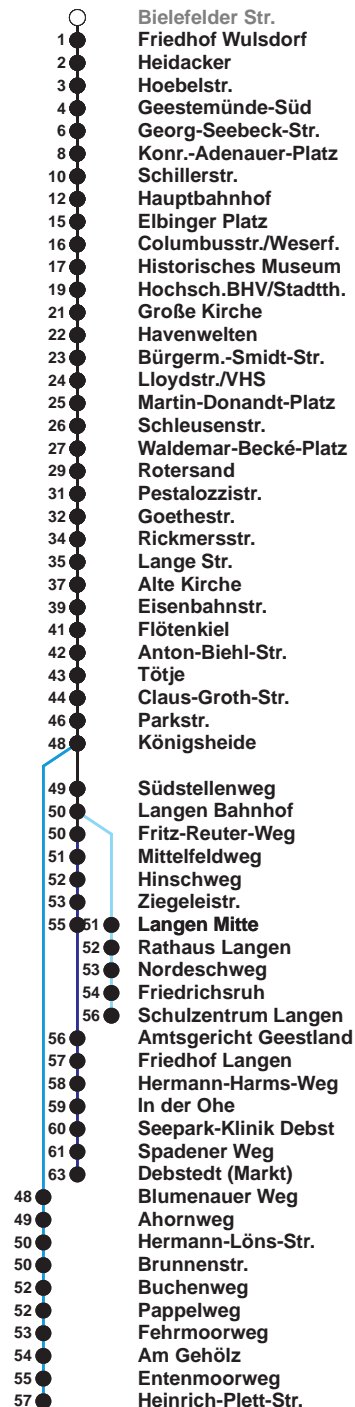 Bielefelder Str.
1 Friedhof Wulsdorf
2 Heidacker
3 Hoebelstr.
4 Geestemünde-Süd
6 Georg-Seebeck-Str.
8 Konr.-Adenauer-Platz
10 Schillerstr.
12 Hauptbahnhof
15 Elbinger Platz
16 Columbusstr./Weserf.
17 Historisches Museum
19 Hochsch.BHV/Stadtth.
21 Große Kirche
22 Havenwelten
23 Bürgerm.-Smidt-Str.
24 Lloydstr./VHS
25 Martin-Donandt-Platz
26 Schleusenstr.
27 Waldemar-Becké-Platz
29 Rotersand
31 Pestalozzistr.
32 Goethestr.
34 Rickmersstr.
35 Lange Str.
37 Alte Kirche
39 Eisenbahnstr.
41 Flötenkiel
42 Anton-Biehl-Str.
43 Tötje
44 Claus-Groth-Str.
46 Parkstr.
48 Königsheide
49 Südstellenweg
50 Langen Bahnhof
50 Fritz-Reuter-Weg
51 Mittelfeldweg
52 Hinschweg
53 Ziegeleistr.
55 51 Langen Mitte
52 Rathaus Langen
53 Nordeschweg
54 Friedrichsruh
56 Schulzentrum Langen
56 Amtsgericht Geestland
57 Friedhof Langen
58 Hermann-Harms-Weg
59 In der Ohe
60 Seepark-Klinik Debst
61 Spadener Weg
63 Debstedt (Markt)
48 Blumenauer Weg
49 Ahornweg
50 Hermann-Löns-Str.
50 Brunnenstr.
52 Buchenweg
52 Pappelweg
53 Fehrmoorweg
54 Am Gehölz
55 Entenmoorweg
57 Heinrich-Plett-Str.